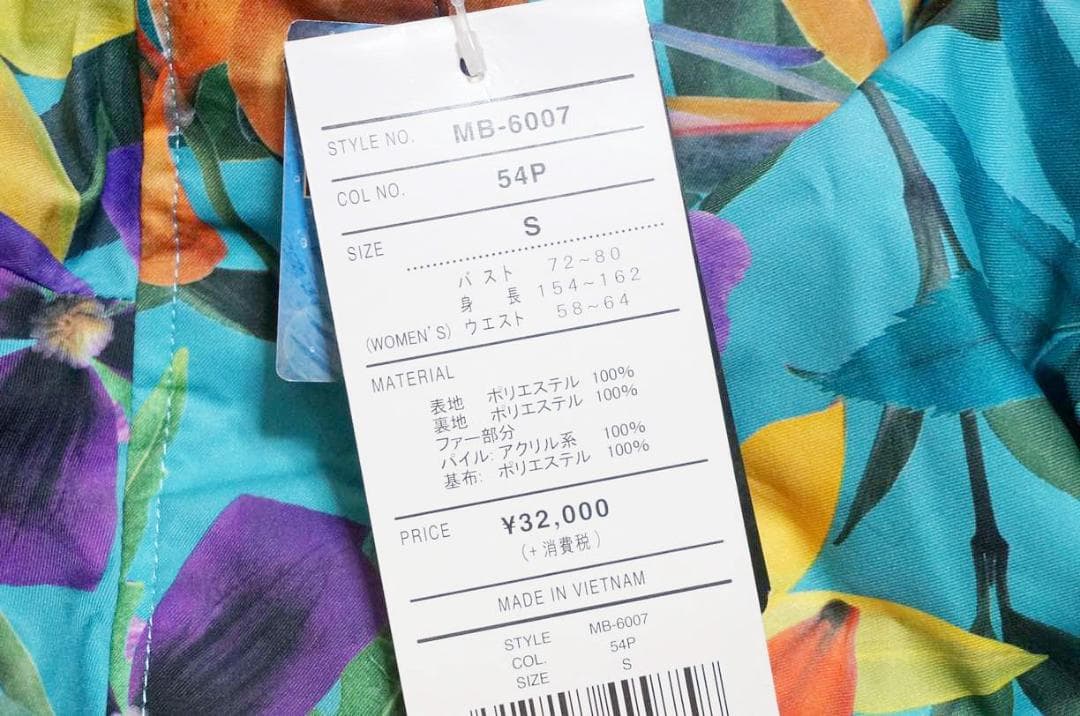 STYLE NO. MB-6007
COL NO. 54P
SIZE S
バスト 72~80
身長 154~162
(WOMEN'S) ウエスト 58~64
MATERIAL
表地 ポリエステル 100%
裏地 ポリエステル 100%
ファー部分
パイル: アクリル系 100%
基布: ポリエステル 100%
PRICE ¥32,000
(+消費税)
MADE IN VIETNAM
STYLE MB-6007
COL. 54P
SIZE S